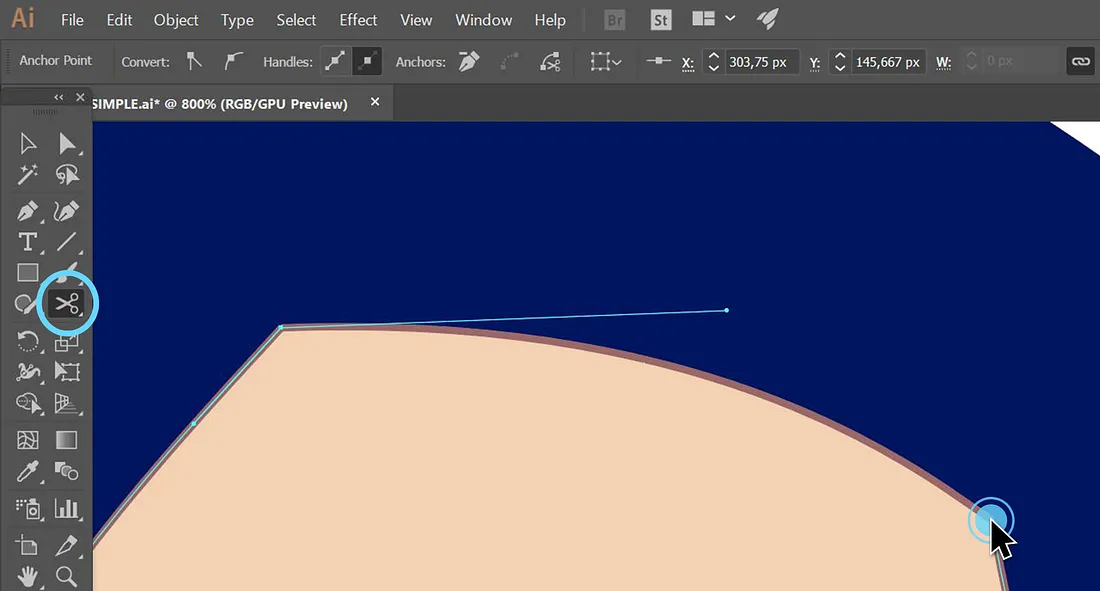 Ai File Edit Object Type Select Effect View Window Help Br St
Anchor Point Convert: Handles: Anchors: X: 303,75 px Y: 145,667 px W: 0 px
SIMPLE.ai* @ 800% (RGB/GPU Preview) ×